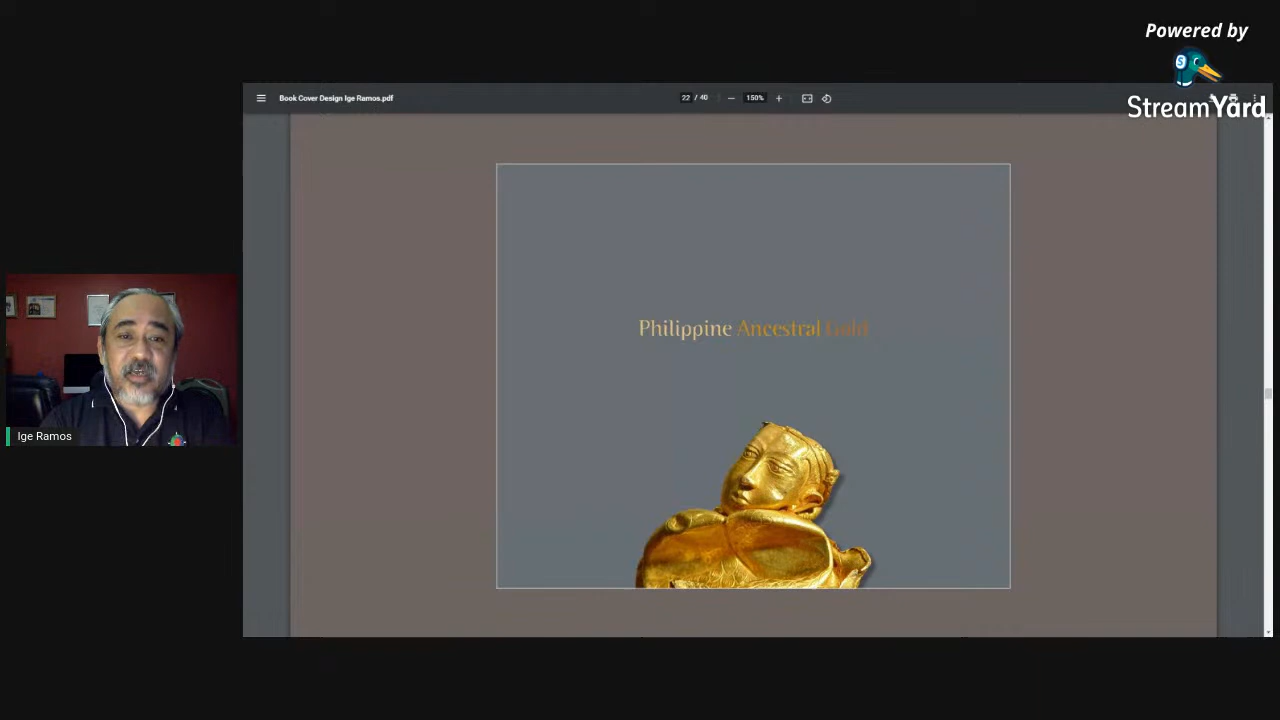 Powered by
StreamYard
Book Cover Design Ige Ramos.pdf
22 / 40
150%
Philippine Ancestral Gold
Ige Ramos